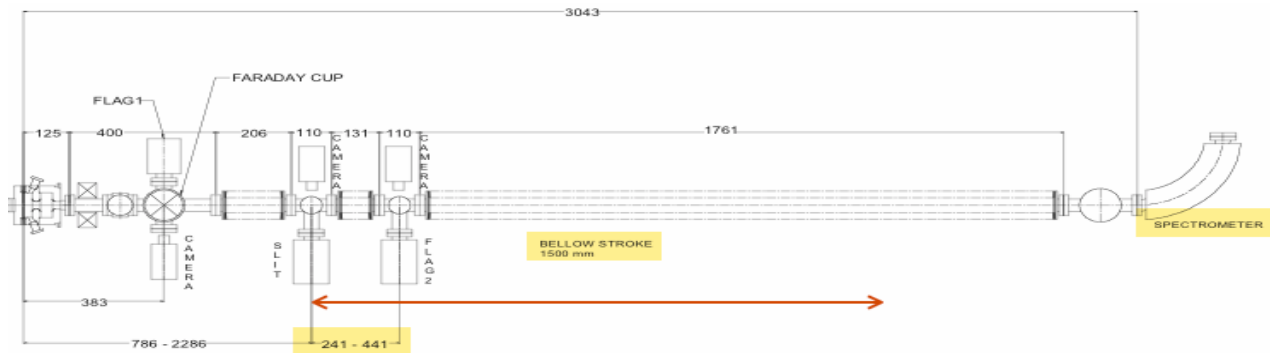 3043
FARADAY CUP
FLAG1
125
400
206
110
131
110
1761
CAMERA
CAMERA
CAMERA
SLIT
FLAG2
BELLOW STROKE
1500 mm
SPECTROMETER
383
786 - 2286
241 - 441